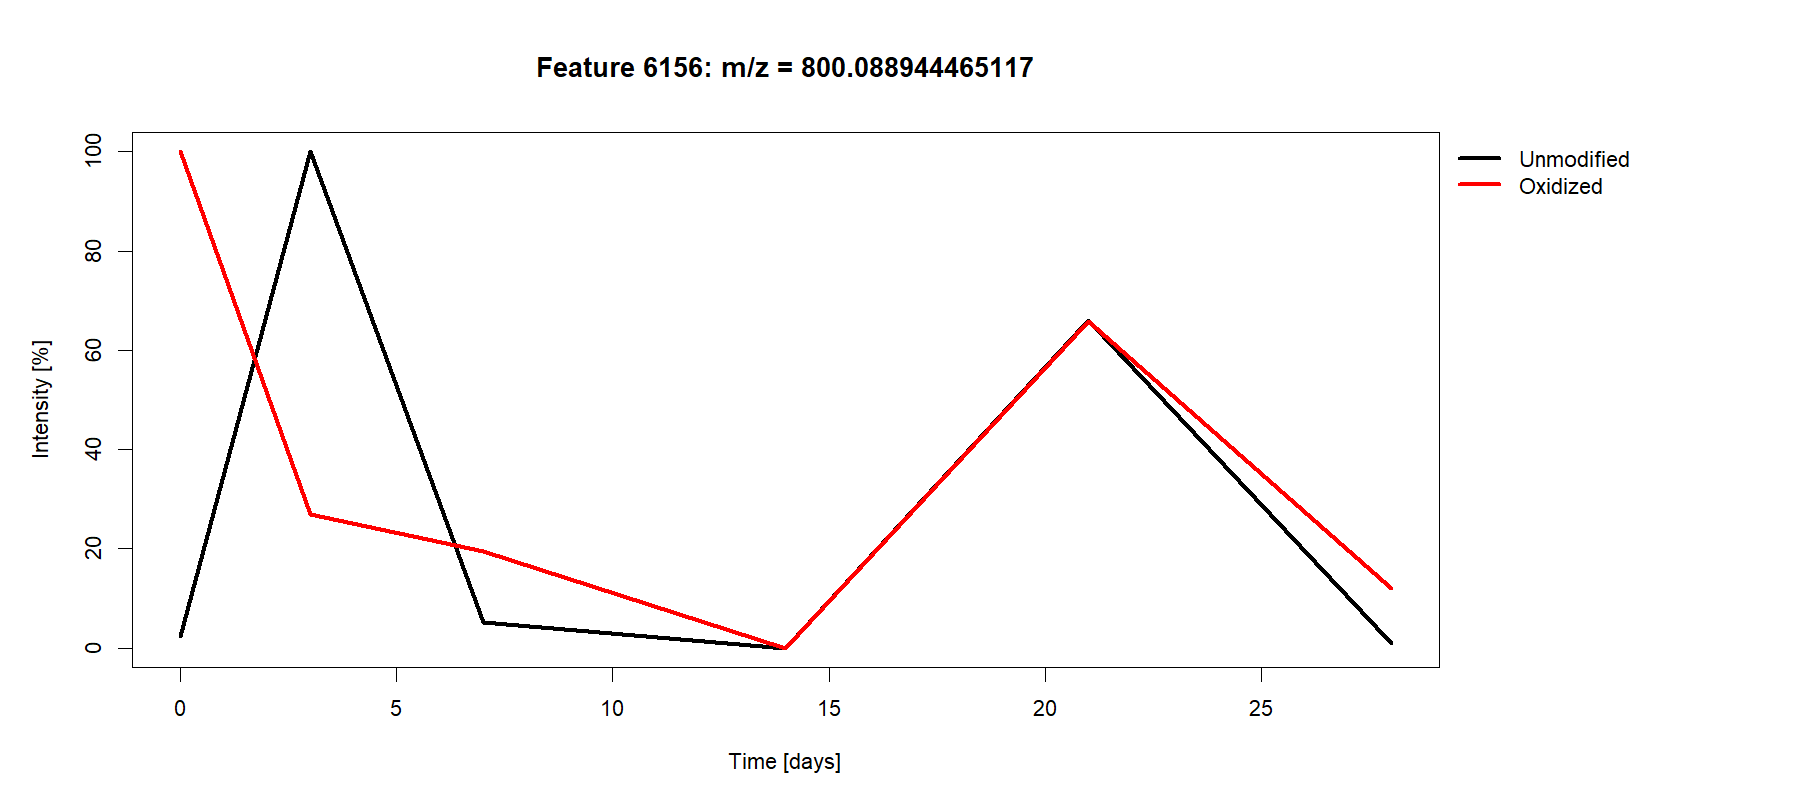 Feature 6156: m/z = 800.088944465117
Unmodified
Oxidized
100
80
60
40
20
0
Intensity [%]
0 5 10 15 20 25
Time [days]